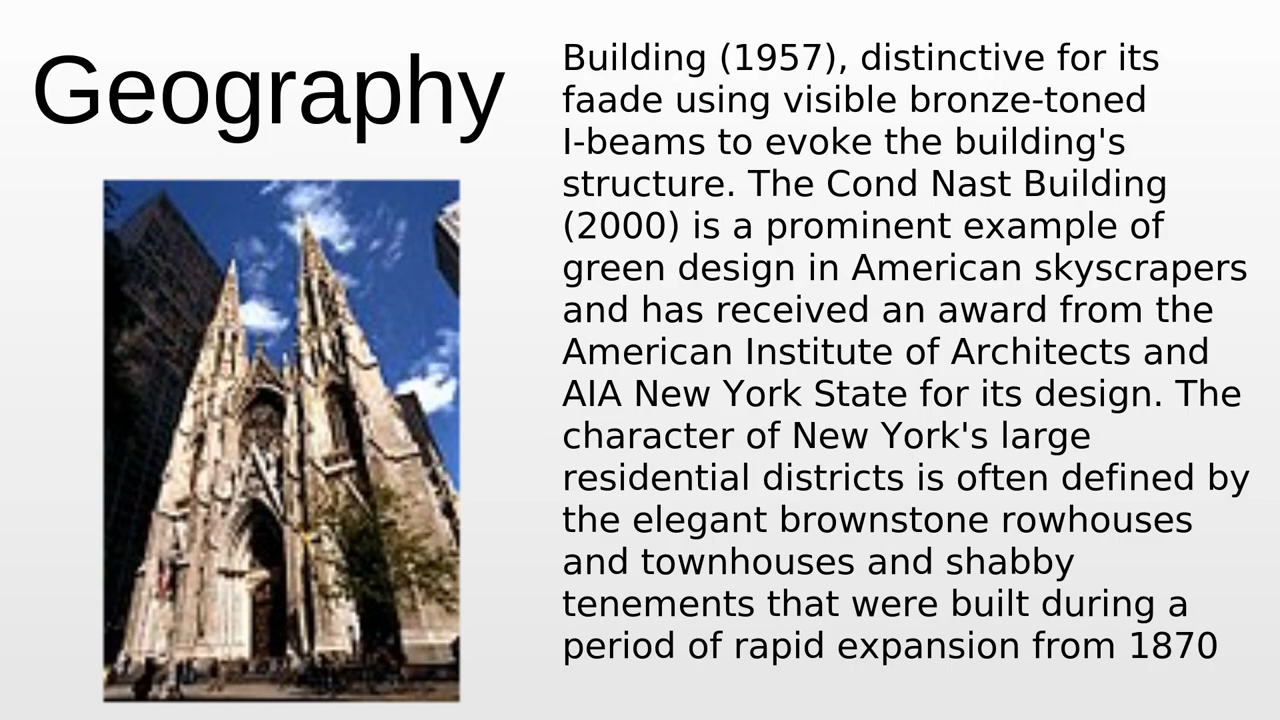 Geography
Building (1957), distinctive for its
faade using visible bronze-toned
I-beams to evoke the building's
structure. The Cond Nast Building
(2000) is a prominent example of
green design in American skyscrapers
and has received an award from the
American Institute of Architects and
AIA New York State for its design. The
character of New York's large
residential districts is often defined by
the elegant brownstone rowhouses
and townhouses and shabby
tenements that were built during a
period of rapid expansion from 1870